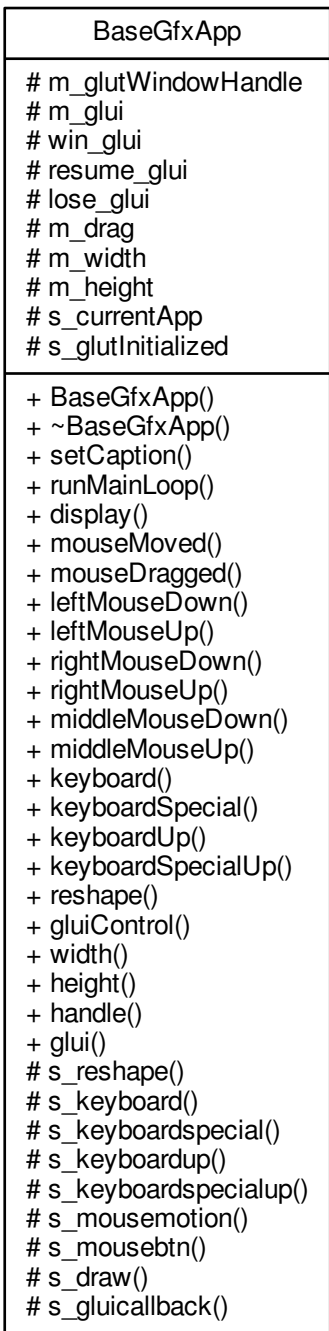 BaseGfxApp
# m_glutWindowHandle
# m_glui
# win_glui
# resume_glui
# lose_glui
# m_drag
# m_width
# m_height
# s_currentApp
# s_glutInitialized
+ BaseGfxApp()
+ ~BaseGfxApp()
+ setCaption()
+ runMainLoop()
+ display()
+ mouseMoved()
+ mouseDragged()
+ leftMouseDown()
+ leftMouseUp()
+ rightMouseDown()
+ rightMouseUp()
+ middleMouseDown()
+ middleMouseUp()
+ keyboard()
+ keyboardSpecial()
+ keyboardUp()
+ keyboardSpecialUp()
+ reshape()
+ gluiControl()
+ width()
+ height()
+ handle()
+ glui()
# s_reshape()
# s_keyboard()
# s_keyboardspecial()
# s_keyboardup()
# s_keyboardspecialup()
# s_mousemotion()
# s_mousebtn()
# s_draw()
# s_gluicallback()